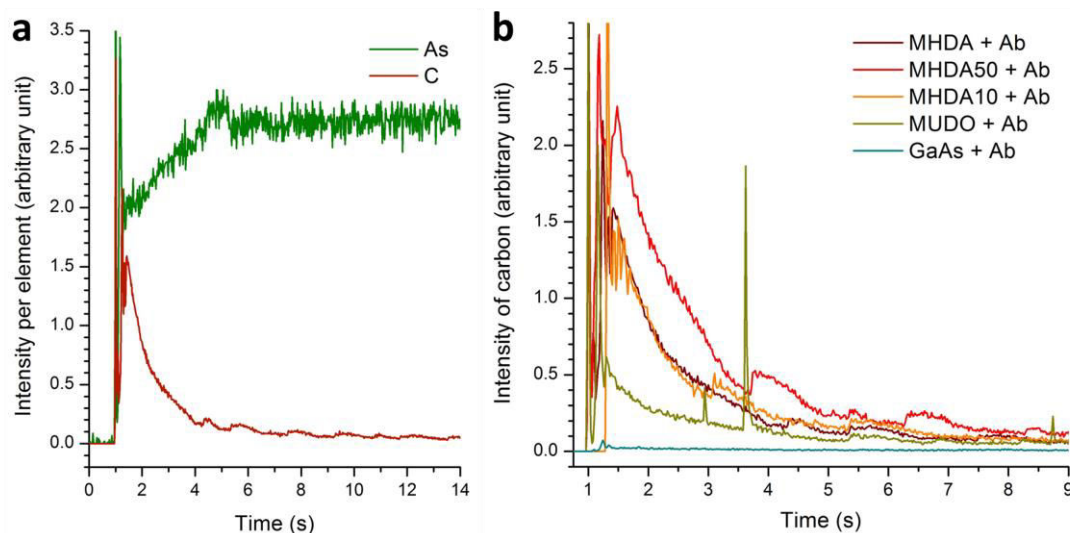 a
As
C
Intensity per element (arbitrary unit)
3.5
3.0
2.5
2.0
1.5
1.0
0.5
0.0
0 2 4 6 8 10 12 14
Time (s)
b
MHDA + Ab
MHDA50 + Ab
MHDA10 + Ab
MUDO + Ab
GaAs + Ab
Intensity of carbon (arbitrary unit)
2.5
2.0
1.5
1.0
0.5
0.0
1 2 3 4 5 6 7 8 9
Time (s)